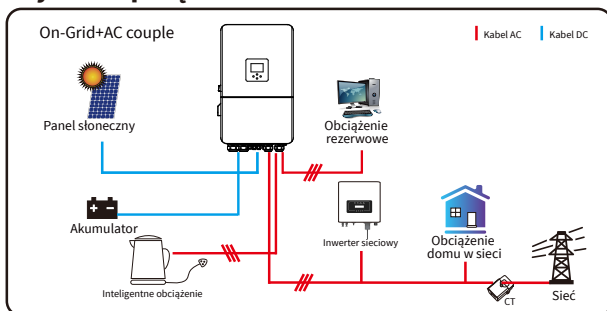 On-Grid+AC couple
Kabel AC
Kabel DC
Panel słoneczny
Obciążenie
rezerwowe
Akumulator
Inwerter sieciowy
Obciążenie
domu w sieci
Inteligentne obciążenie
CT
Sieć